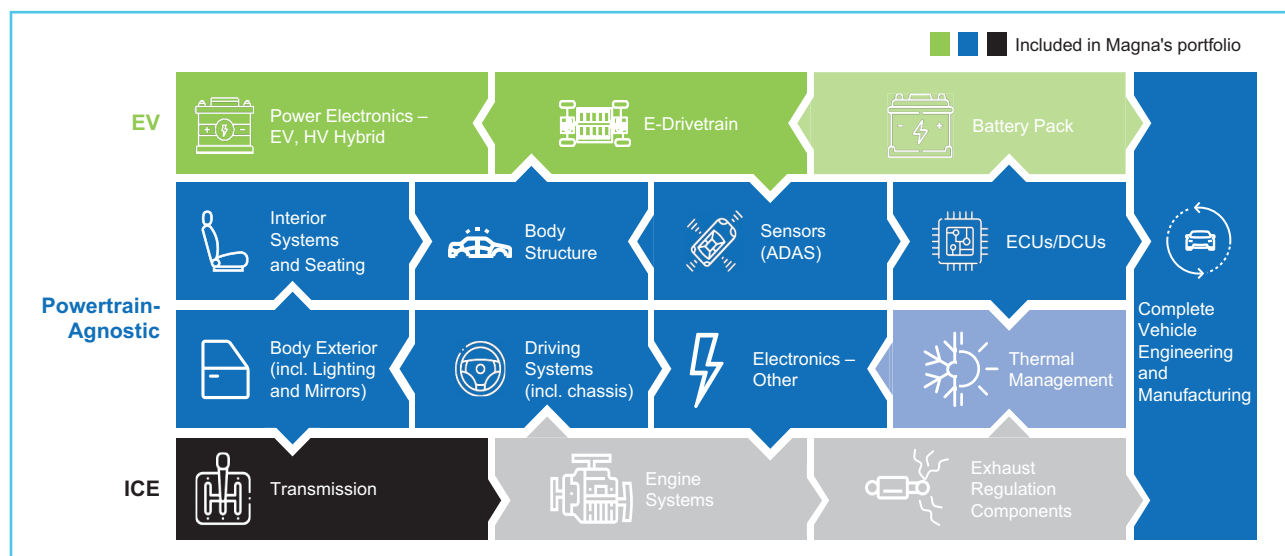 Included in Magna's portfolio
EV
Power Electronics –
EV, HV Hybrid
E-Drivetrain
Battery Pack
Interior
Systems
and Seating
Body
Structure
Sensors
(ADAS)
ECUs/DCUs
Powertrain-
Agnostic
Body Exterior
(incl. Lighting
and Mirrors)
Driving
Systems
(incl. chassis)
Electronics –
Other
Thermal
Management
Complete
Vehicle
Engineering
and
Manufacturing
ICE
Transmission
Engine
Systems
Exhaust
Regulation
Components